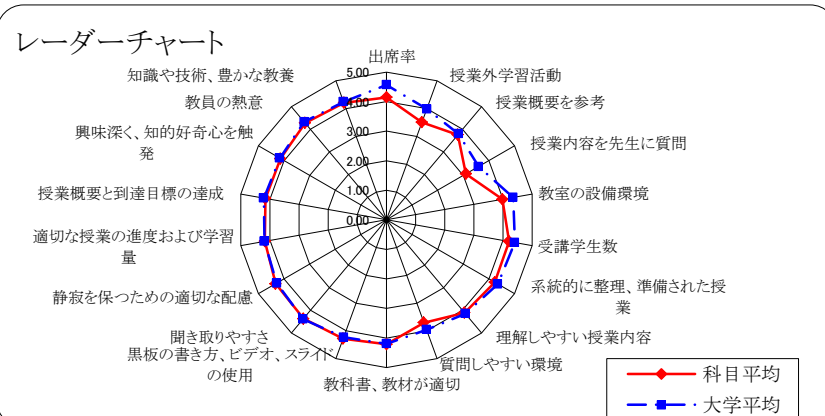 レーダーチャート
出席率
授業外学習活動
授業概要を参考
授業内容を先生に質問
教室の設備環境
受講学生数
系統的に整理、準備された授
業
理解しやすい授業内容
質問しやすい環境
教科書、教材が適切
黒板の書き方、ビデオ、スライド
の使用
聞き取りやすさ
静寂を保つための適切な配慮
適切な授業の進度および学習
量
授業概要と到達目標の達成
興味深く、知的好奇心を触
発
教員の熱意
知識や技術、豊かな教養
5.00
4.00
3.00
2.00
1.00
0.00
科目平均
大学平均